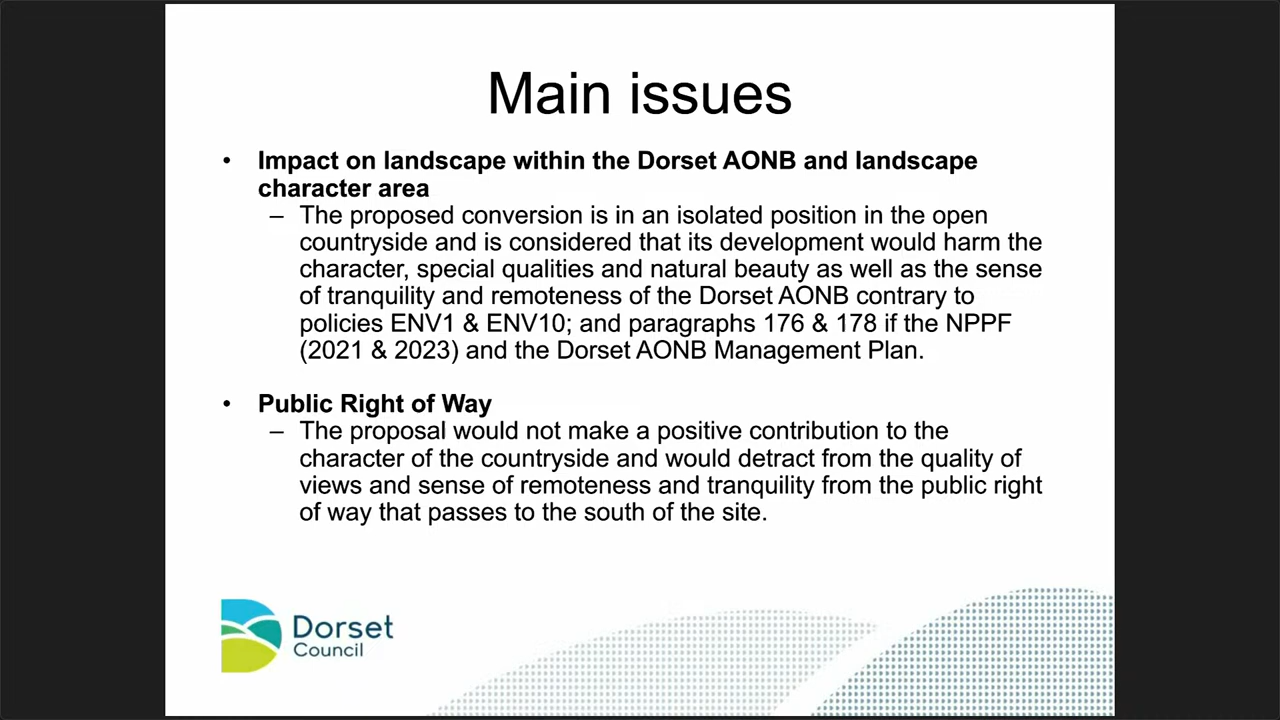 Main issues
• Impact on landscape within the Dorset AONB and landscape
character area
– The proposed conversion is in an isolated position in the open
countryside and is considered that its development would harm the
character, special qualities and natural beauty as well as the sense
of tranquility and remoteness of the Dorset AONB contrary to
policies ENV1 & ENV10; and paragraphs 176 & 178 if the NPPF
(2021 & 2023) and the Dorset AONB Management Plan.
• Public Right of Way
– The proposal would not make a positive contribution to the
character of the countryside and would detract from the quality of
views and sense of remoteness and tranquility from the public right
of way that passes to the south of the site.
Dorset
Council